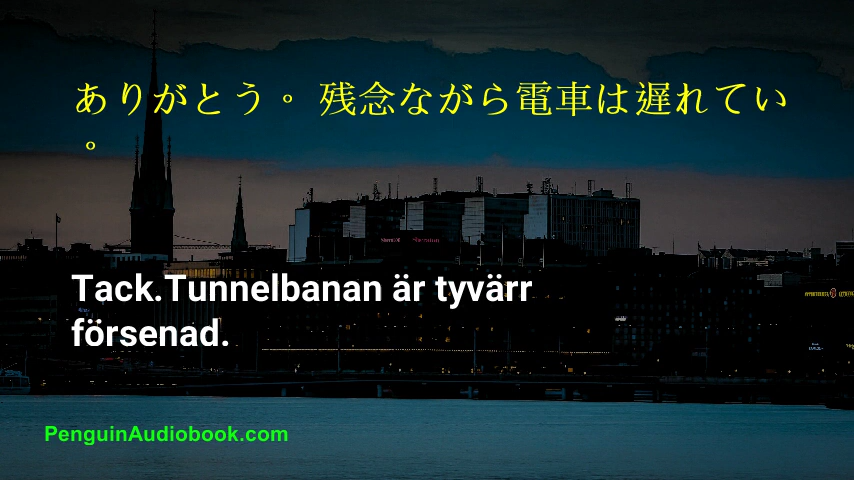 ありがとう。 残念ながら電車は遅れてい
。
Tack.Tunnelbanan är tyvärr
försenad.
PenguinAudiobook.com